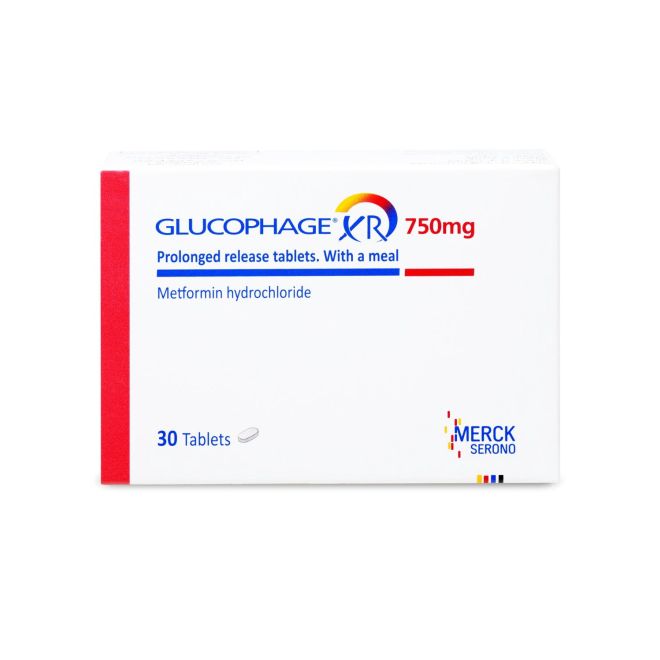 GLUCOPHAGE® XR 750mg
Prolonged release tablets. With a meal
Metformin hydrochloride
30 Tablets
MERCK
SERONO